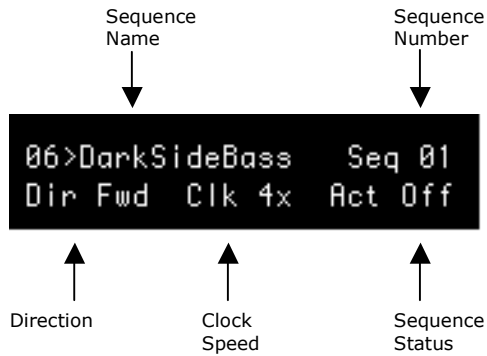 Sequence Name
Sequence Number
06>DarkSideBass Seq 01
Dir Fwd Clk 4x Act Off
Direction
Clock Speed
Sequence Status